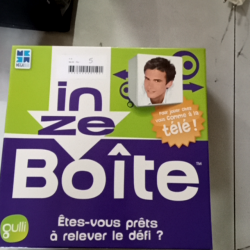 in
ze
Boîte
télé !
gulli
Êtes-vous prêts
à relever le défi ?